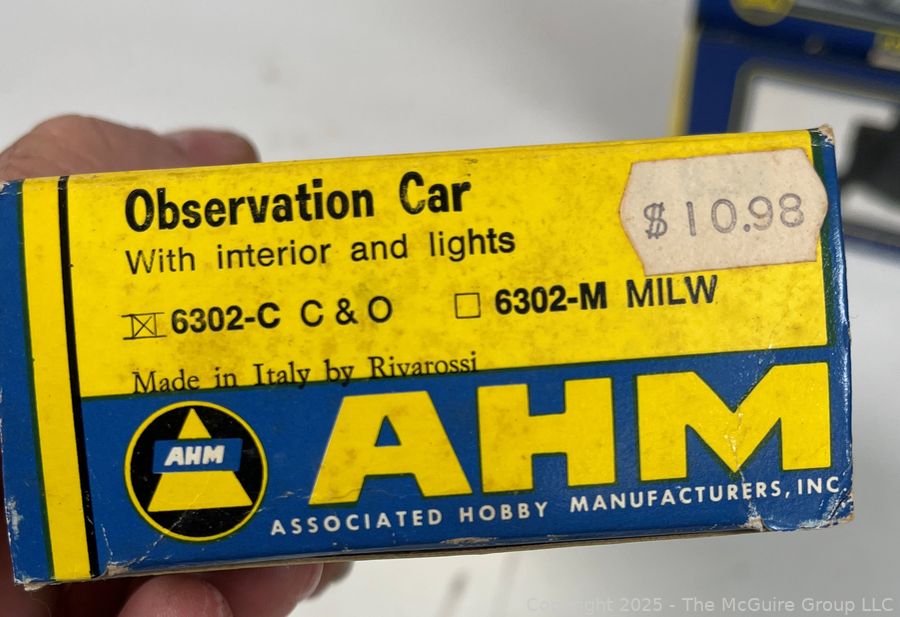 Observation Car
$10.98
With interior and lights
6302-C C & O 6302-M MILW
Made in Italy by Rivarossi
AHM
AHM
ASSOCIATED HOBBY MANUFACTURERS, INC
Copyright 2025 - The McGuire Group LLC